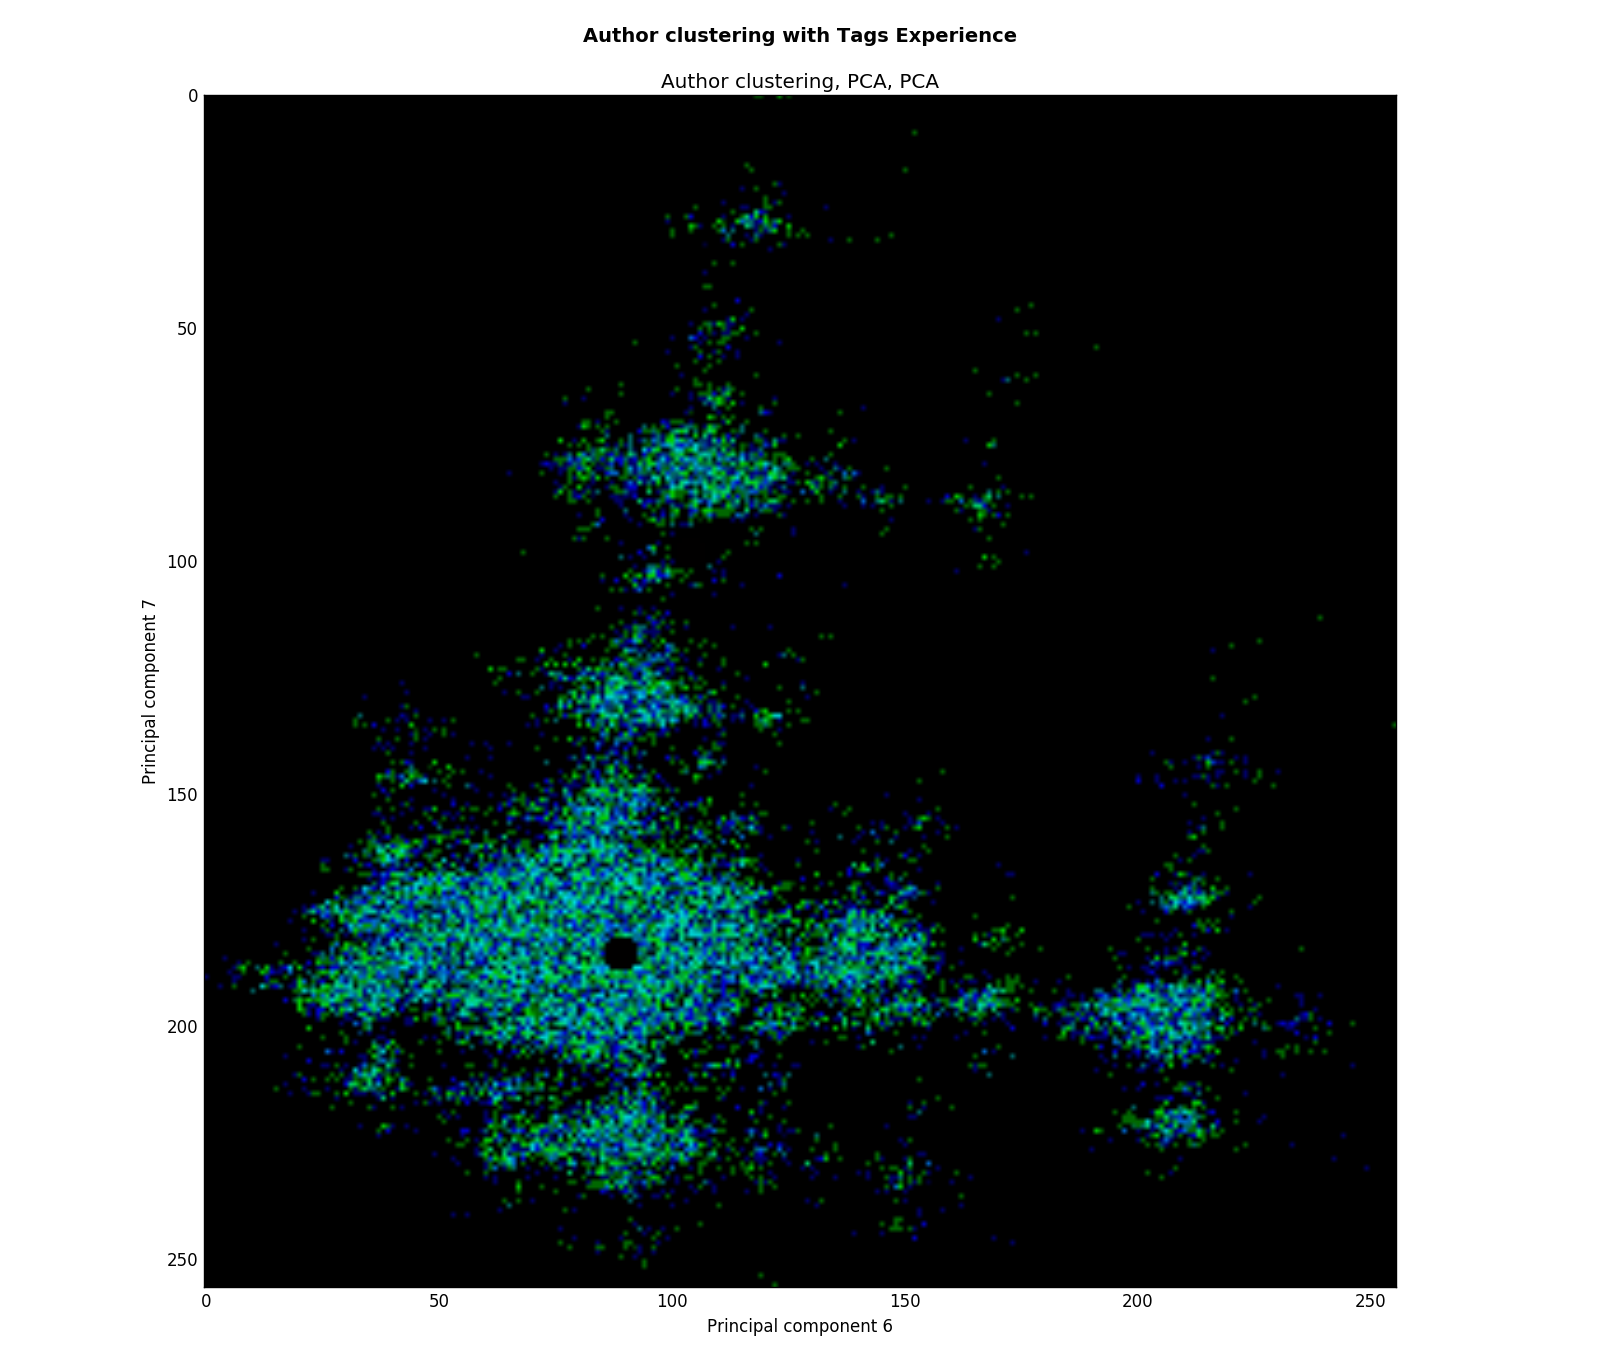 Author clustering with Tags Experience
Author clustering, PCA, PCA
0
50
100
150
200
250
Principal component 7
0 50 100 150 200 250
Principal component 6